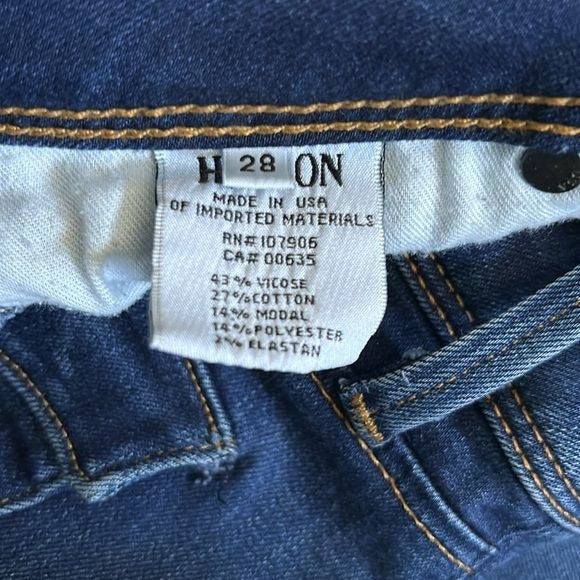 H 28 ON
MADE IN USA
OF IMPORTED MATERIALS
RN# 107906
CA# 00635
43% VICOSE
27% COTTON
14% MODAL
14% POLYESTER
2% ELASTAN